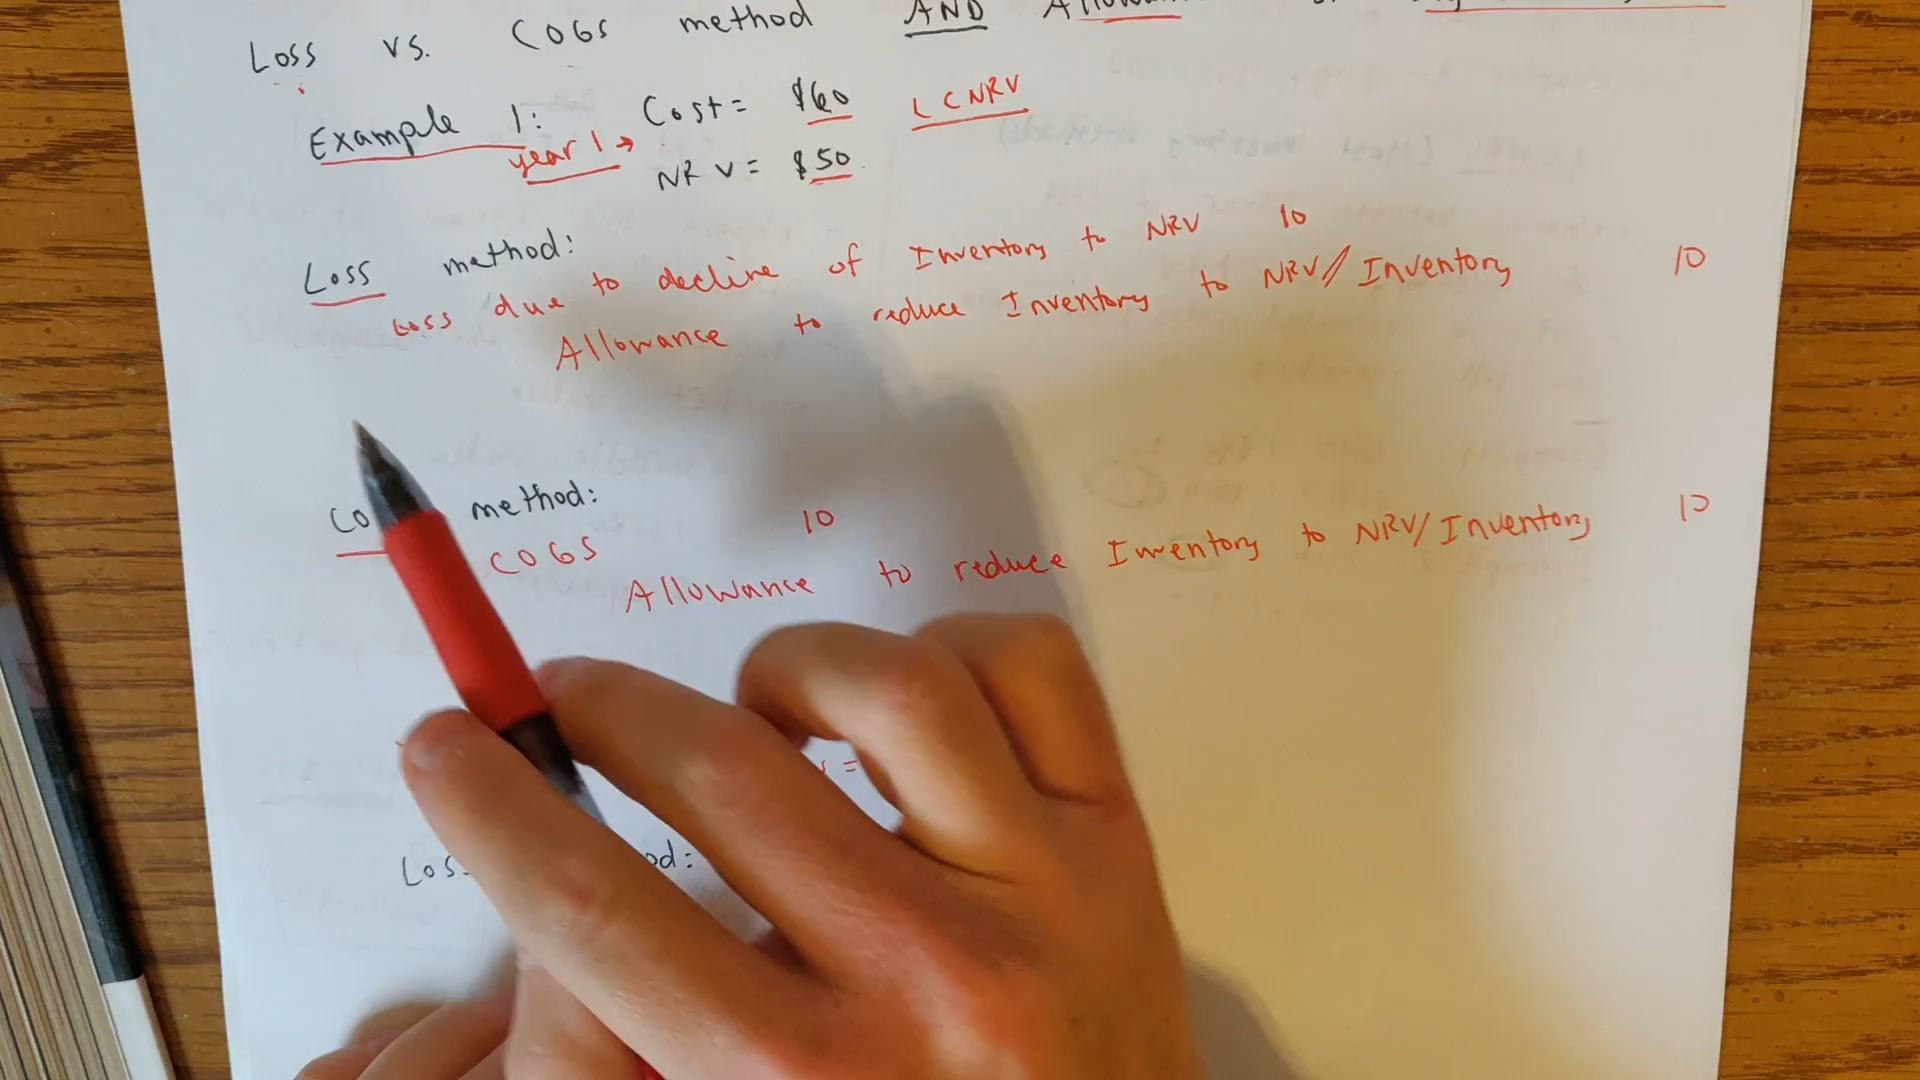 Loss vs. COGS method AND
Example 1: Cost = $60 LCNRV
year 1 → NRV = $50
Loss method:
Loss due to decline of Inventory to NRV 10
Allowance to reduce Inventory to NRV/Inventory 10
method:
COGS 10
Allowance to reduce Inventory to NRV/Inventory 10